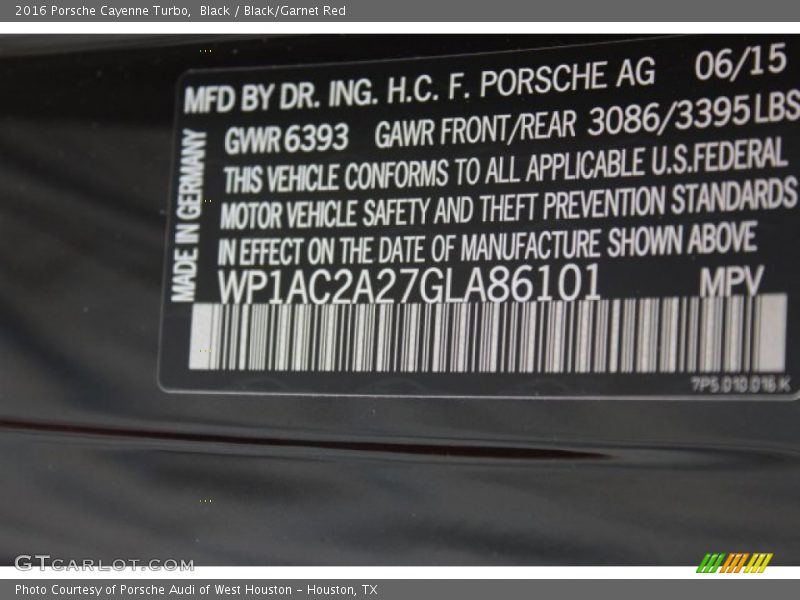 2016 Porsche Cayenne Turbo, Black / Black/Garnet Red
MFD BY DR. ING. H.C. F. PORSCHE AG 06/15
GWR 6393 GAWR FRONT/REAR 3086/3395 LBS
THIS VEHICLE CONFORMS TO ALL APPLICABLE U.S.FEDERAL
MOTOR VEHICLE SAFETY AND THEFT PREVENTION STANDARDS
IN EFFECT ON THE DATE OF MANUFACTURE SHOWN ABOVE
WP1AC2A27GLA86101 MPV
MADE IN GERMANY
7P5.010.016.K
GTCARLOT.COM
Photo Courtesy of Porsche Audi of West Houston – Houston, TX